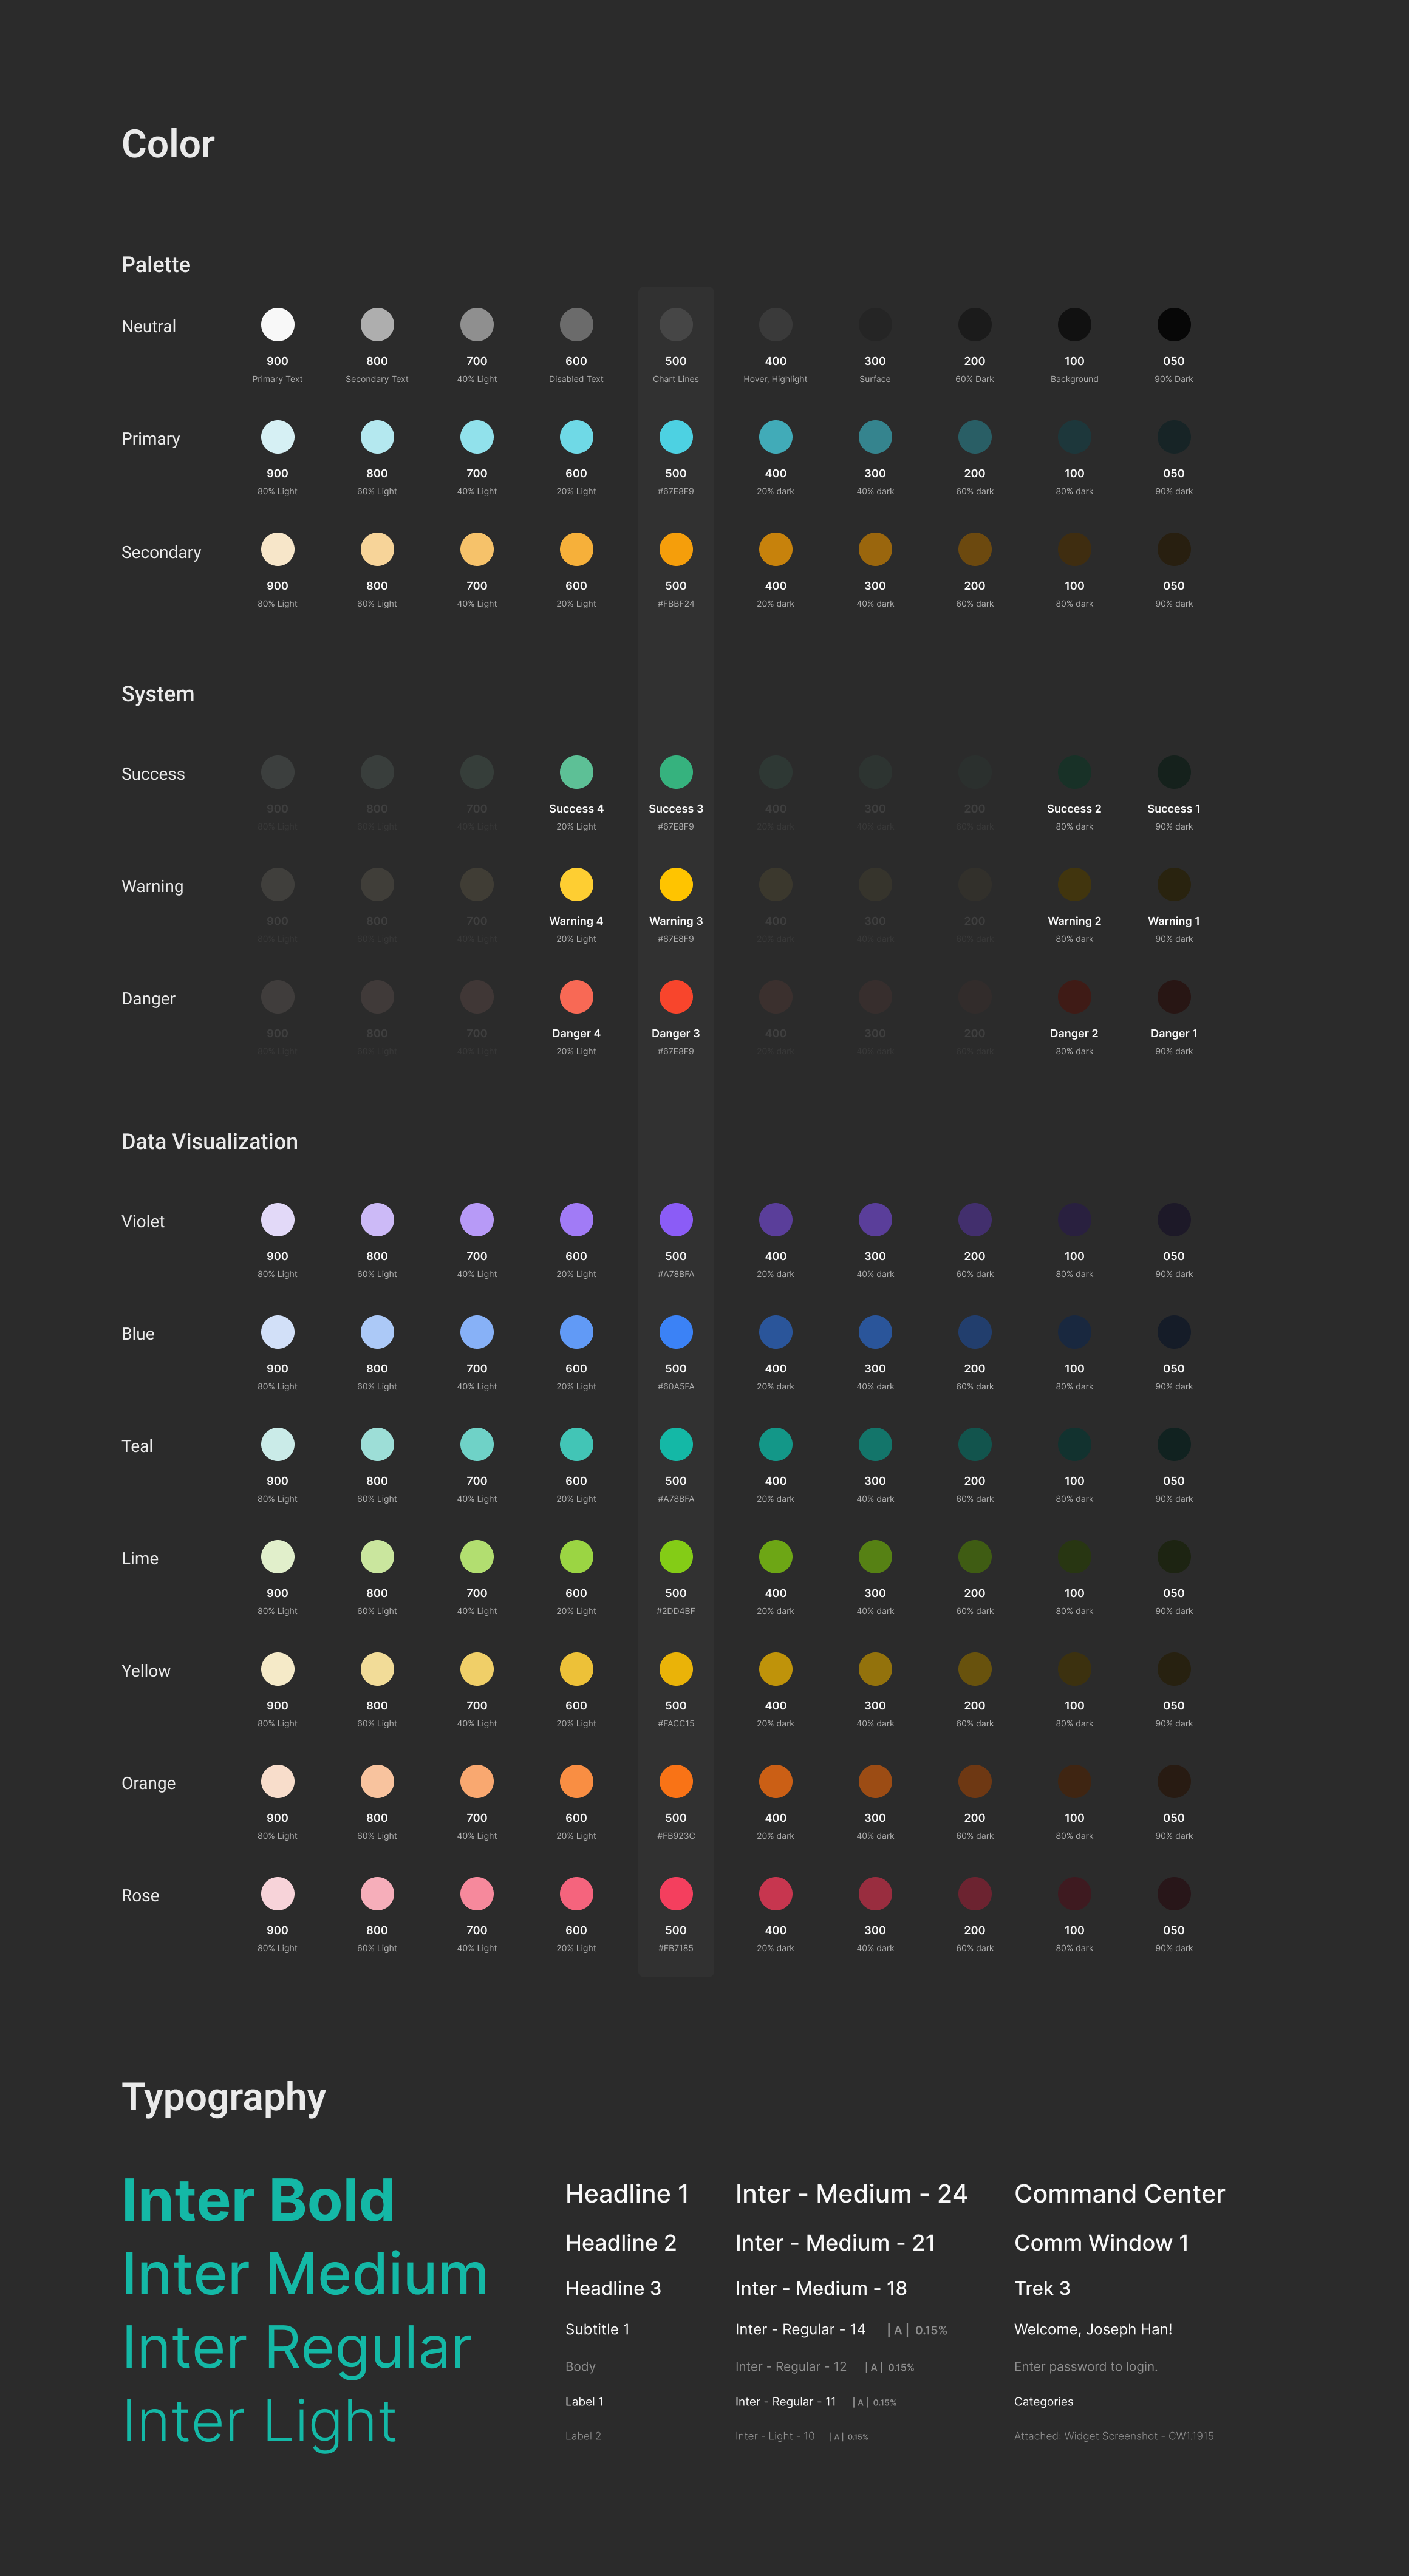 Color
Palette
Neutral
900 800 700 600 500 400 300 200 100 050
Primary Text Secondary Text 40% Light Disabled Text Chart Lines Hover, Highlight Surface 60% Dark Background 90% Dark
Primary
900 800 700 600 500 400 300 200 100 050
80% Light 60% Light 40% Light 20% Light #67E8F9 20% dark 40% dark 60% dark 80% dark 90% dark
Secondary
900 800 700 600 500 400 300 200 100 050
80% Light 60% Light 40% Light 20% Light #FBBF24 20% dark 40% dark 60% dark 80% dark 90% dark
System
Success
900 800 700 Success 4 Success 3 400 300 200 Success 2 Success 1
80% Light 60% Light 40% Light 20% Light #67E8F9 20% dark 40% dark 60% dark 80% dark 90% dark
Warning
900 800 700 Warning 4 Warning 3 400 300 200 Warning 2 Warning 1
80% Light 60% Light 40% Light 20% Light #67E8F9 20% dark 40% dark 60% dark 80% dark 90% dark
Danger
900 800 700 Danger 4 Danger 3 400 300 200 Danger 2 Danger 1
80% Light 60% Light 40% Light 20% Light #67E8F9 20% dark 40% dark 60% dark 80% dark 90% dark
Data Visualization
Violet
900 800 700 600 500 400 300 200 100 050
80% Light 60% Light 40% Light 20% Light #A78BFA 20% dark 40% dark 60% dark 80% dark 90% dark
Blue
900 800 700 600 500 400 300 200 100 050
80% Light 60% Light 40% Light 20% Light #60A5FA 20% dark 40% dark 60% dark 80% dark 90% dark
Teal
900 800 700 600 500 400 300 200 100 050
80% Light 60% Light 40% Light 20% Light #A78BFA 20% dark 40% dark 60% dark 80% dark 90% dark
Lime
900 800 700 600 500 400 300 200 100 050
80% Light 60% Light 40% Light 20% Light #2DD4BF 20% dark 40% dark 60% dark 80% dark 90% dark
Yellow
900 800 700 600 500 400 300 200 100 050
80% Light 60% Light 40% Light 20% Light #FACC15 20% dark 40% dark 60% dark 80% dark 90% dark
Orange
900 800 700 600 500 400 300 200 100 050
80% Light 60% Light 40% Light 20% Light #FB923C 20% dark 40% dark 60% dark 80% dark 90% dark
Rose
900 800 700 600 500 400 300 200 100 050
80% Light 60% Light 40% Light 20% Light #FB7185 20% dark 40% dark 60% dark 80% dark 90% dark
Typography
Inter Bold
Inter Medium
Inter Regular
Inter Light
Headline 1 Inter - Medium - 24 Command Center
Headline 2 Inter - Medium - 21 Comm Window 1
Headline 3 Inter - Medium - 18 Trek 3
Subtitle 1 Inter - Regular - 14 | A | 0.15% Welcome, Joseph Han!
Body Inter - Regular - 12 | A | 0.15% Enter password to login.
Label 1 Inter - Regular - 11 | A | 0.15% Categories
Label 2 Inter - Light - 10 | A | 0.15% Attached: Widget Screenshot - CW1.1915